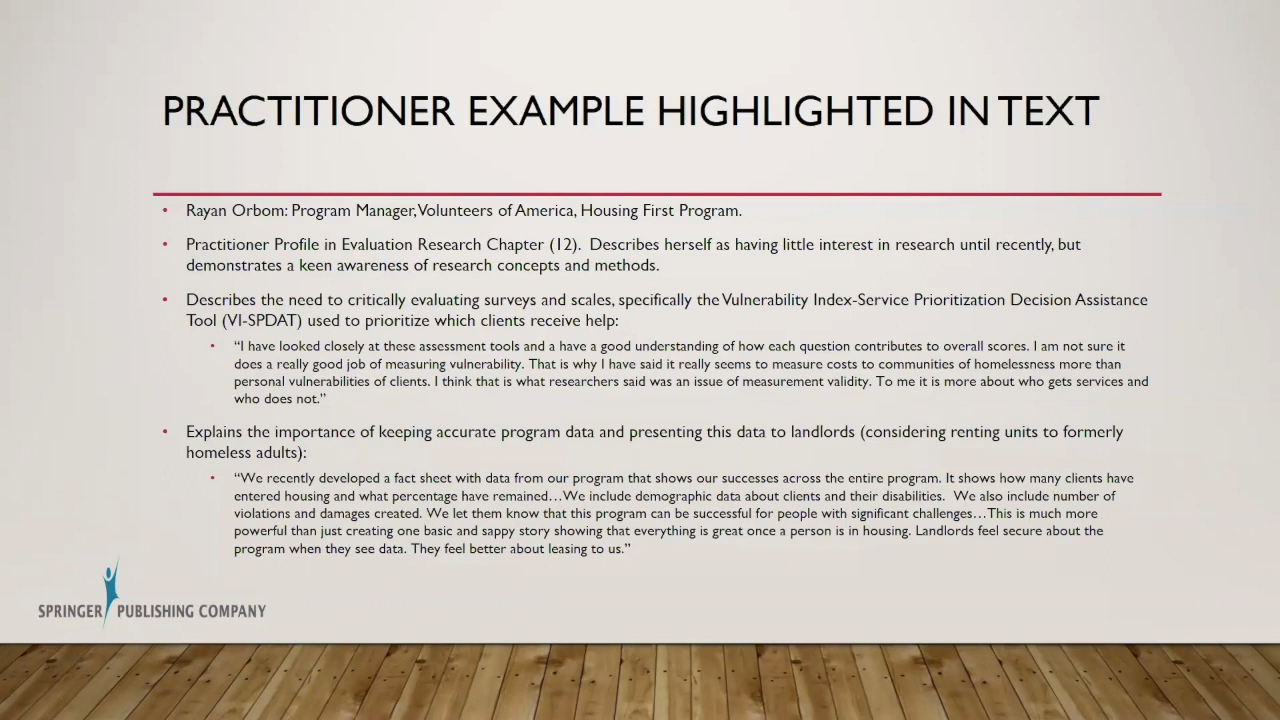 PRACTITIONER EXAMPLE HIGHLIGHTED IN TEXT
• Rayan Orbom: Program Manager, Volunteers of America, Housing First Program.
• Practitioner Profile in Evaluation Research Chapter (12). Describes herself as having little interest in research until recently, but
demonstrates a keen awareness of research concepts and methods.
• Describes the need to critically evaluating surveys and scales, specifically the Vulnerability Index-Service Prioritization Decision Assistance
Tool (VI-SPDAT) used to prioritize which clients receive help:
• “I have looked closely at these assessment tools and a have a good understanding of how each question contributes to overall scores. I am not sure it
does a really good job of measuring vulnerability. That is why I have said it really seems to measure costs to communities of homelessness more than
personal vulnerabilities of clients. I think that is what researchers said was an issue of measurement validity. To me it is more about who gets services and
who does not.”
• Explains the importance of keeping accurate program data and presenting this data to landlords (considering renting units to formerly
homeless adults):
• “We recently developed a fact sheet with data from our program that shows our successes across the entire program. It shows how many clients have
entered housing and what percentage have remained…We include demographic data about clients and their disabilities. We also include number of
violations and damages created. We let them know that this program can be successful for people with significant challenges…This is much more
powerful than just creating one basic and sappy story showing that everything is great once a person is in housing. Landlords feel secure about the
program when they see data. They feel better about leasing to us.”
SPRINGER PUBLISHING COMPANY